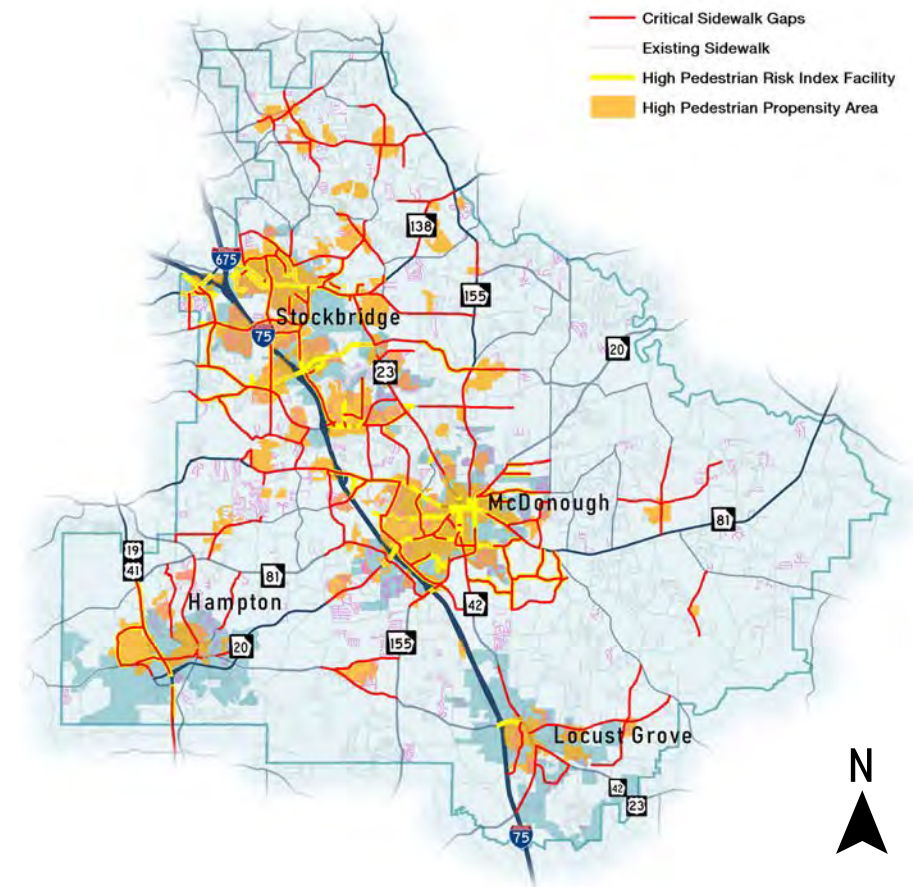 Critical Sidewalk Gaps
Existing Sidewalk
High Pedestrian Risk Index Facility
High Pedestrian Propensity Area
138
675
155
Stockbridge
75
20
23
McDonough
81
19
41
81
Hampton
42
20
155
Locust Grove
N
42
23
75